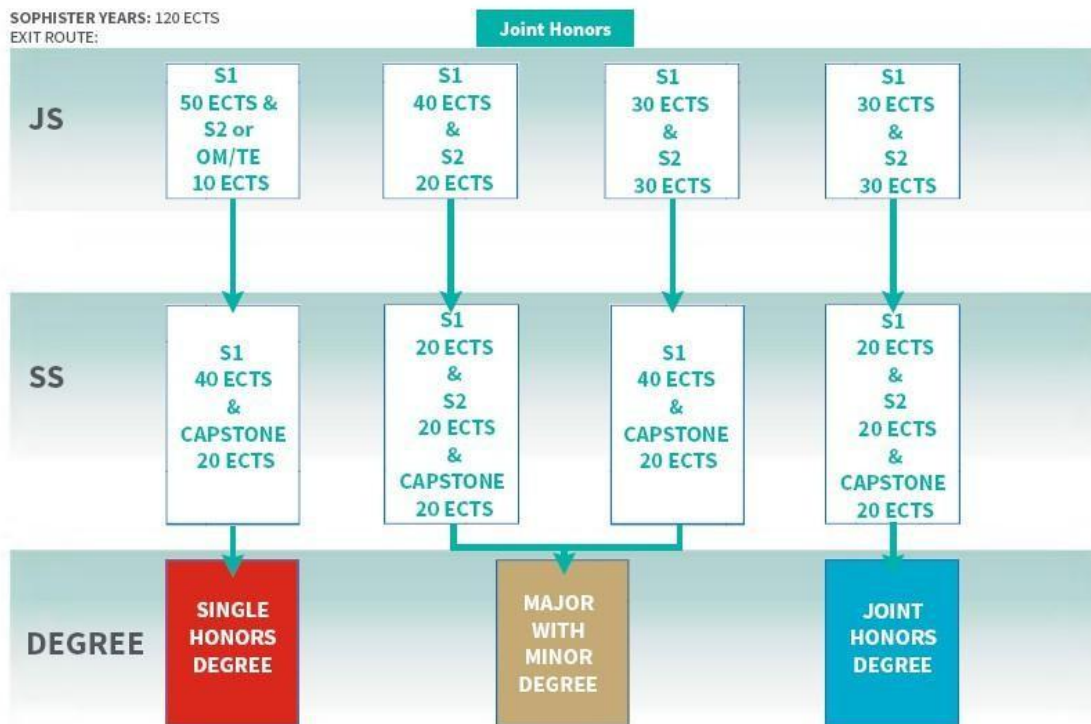 SOPHISTER YEARS: 120 ECTS
EXIT ROUTE:
Joint Honors
JS
S1
50 ECTS &
S2 or
OM/TE
10 ECTS
S1
40 ECTS
&
S2
20 ECTS
S1
30 ECTS
&
S2
30 ECTS
S1
30 ECTS
&
S2
30 ECTS
SS
S1
40 ECTS
&
CAPSTONE
20 ECTS
S1
20 ECTS
&
S2
20 ECTS
&
CAPSTONE
20 ECTS
S1
40 ECTS
&
CAPSTONE
20 ECTS
S1
20 ECTS
&
S2
20 ECTS
&
CAPSTONE
20 ECTS
DEGREE
SINGLE
HONORS
DEGREE
MAJOR
WITH
MINOR
DEGREE
JOINT
HONORS
DEGREE